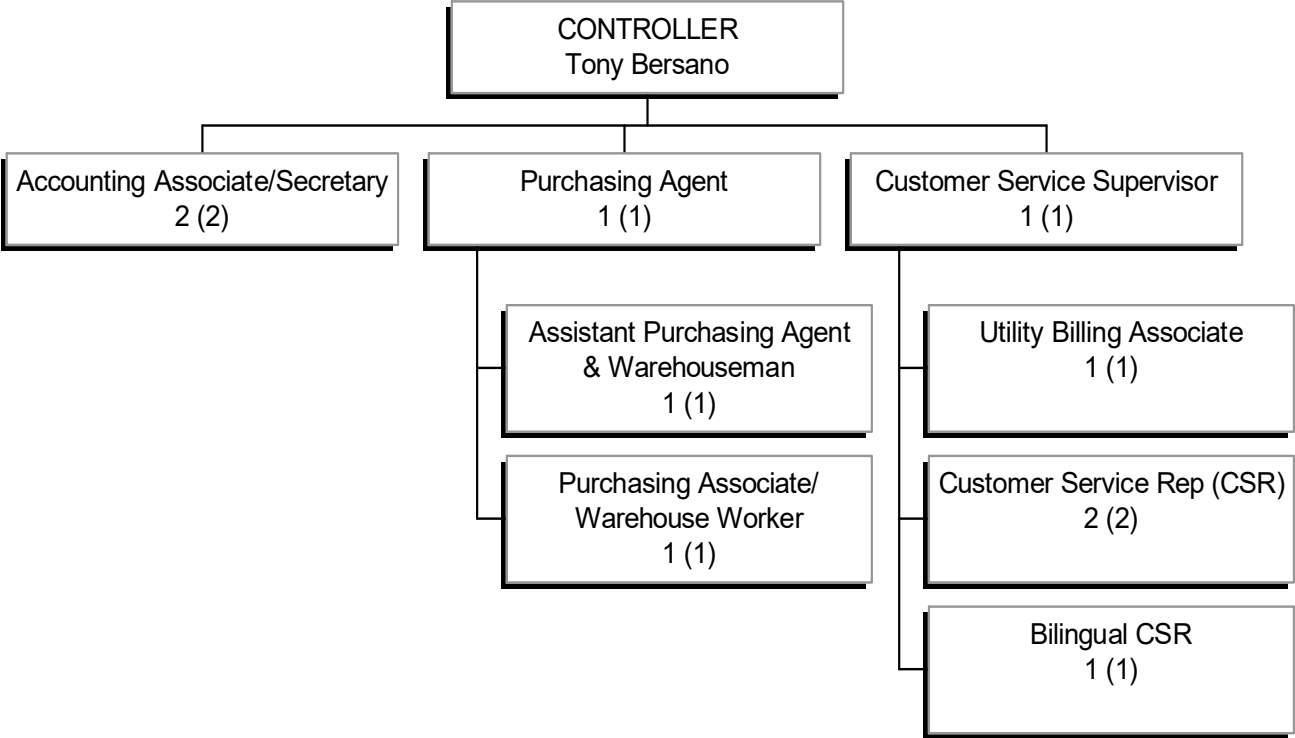 CONTROLLER
Tony Bersano
Accounting Associate/Secretary
2 (2)
Purchasing Agent
1 (1)
Customer Service Supervisor
1 (1)
Assistant Purchasing Agent
& Warehouseman
1 (1)
Purchasing Associate/
Warehouse Worker
1 (1)
Utility Billing Associate
1 (1)
Customer Service Rep (CSR)
2 (2)
Bilingual CSR
1 (1)